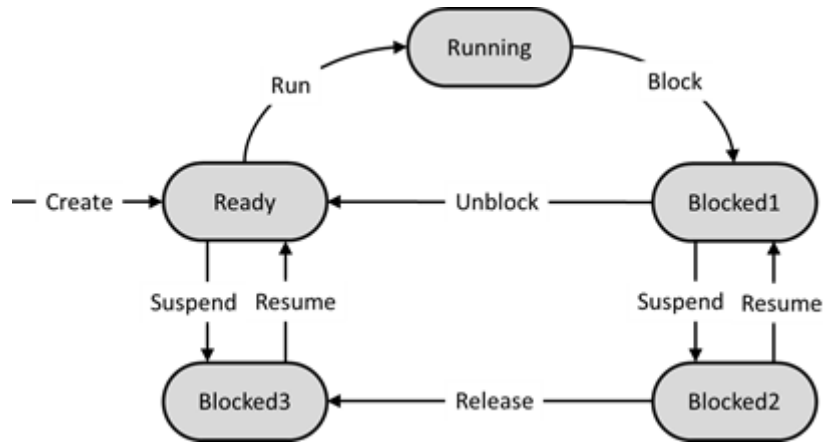 Running
Run
Block
Create
Ready
Unblock
Blocked1
Suspend
Resume
Suspend
Resume
Blocked3
Release
Blocked2